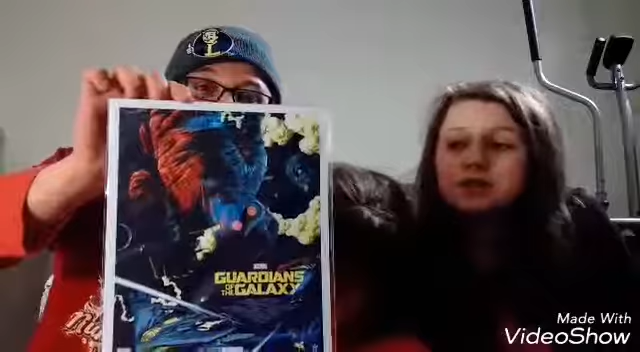 MARVEL
GUARDIANS
OF THE GALAXY
Made With
VideoShow